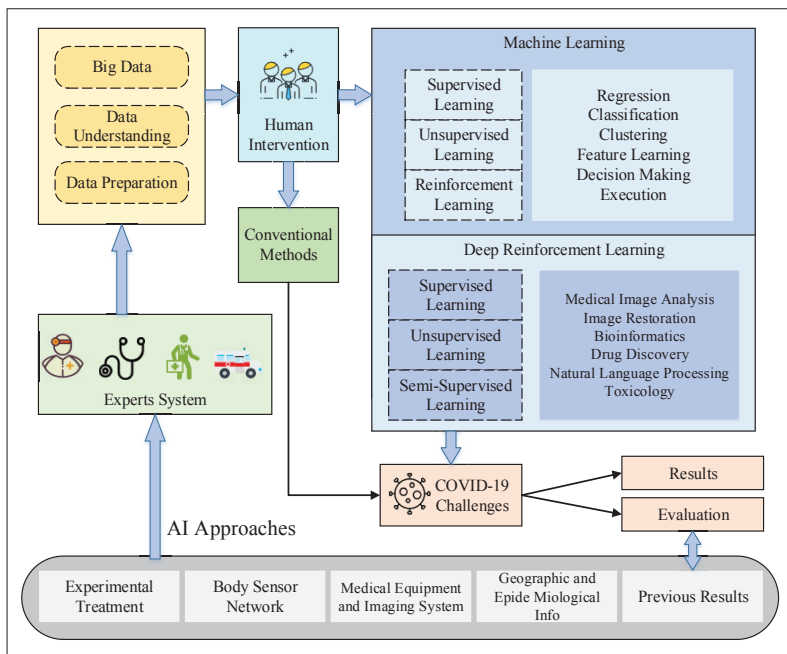 Big Data
Data
Understanding
Data Preparation
Human
Intervention
Conventional
Methods
Machine Learning
Supervised
Learning
Unsupervised
Learning
Reinforcement
Learning
Regression
Classification
Clustering
Feature Learning
Decision Making
Execution
Deep Reinforcement Learning
Supervised
Learning
Unsupervised
Learning
Semi-Supervised
Learning
Medical Image Analysis
Image Restoration
Bioinformatics
Drug Discovery
Natural Language Processing
Toxicology
Experts System
COVID-19
Challenges
Results
Evaluation
AI Approaches
Experimental
Treatment
Body Sensor
Network
Medical Equipment
and Imaging System
Geographic and
Epide Miological
Info
Previous Results